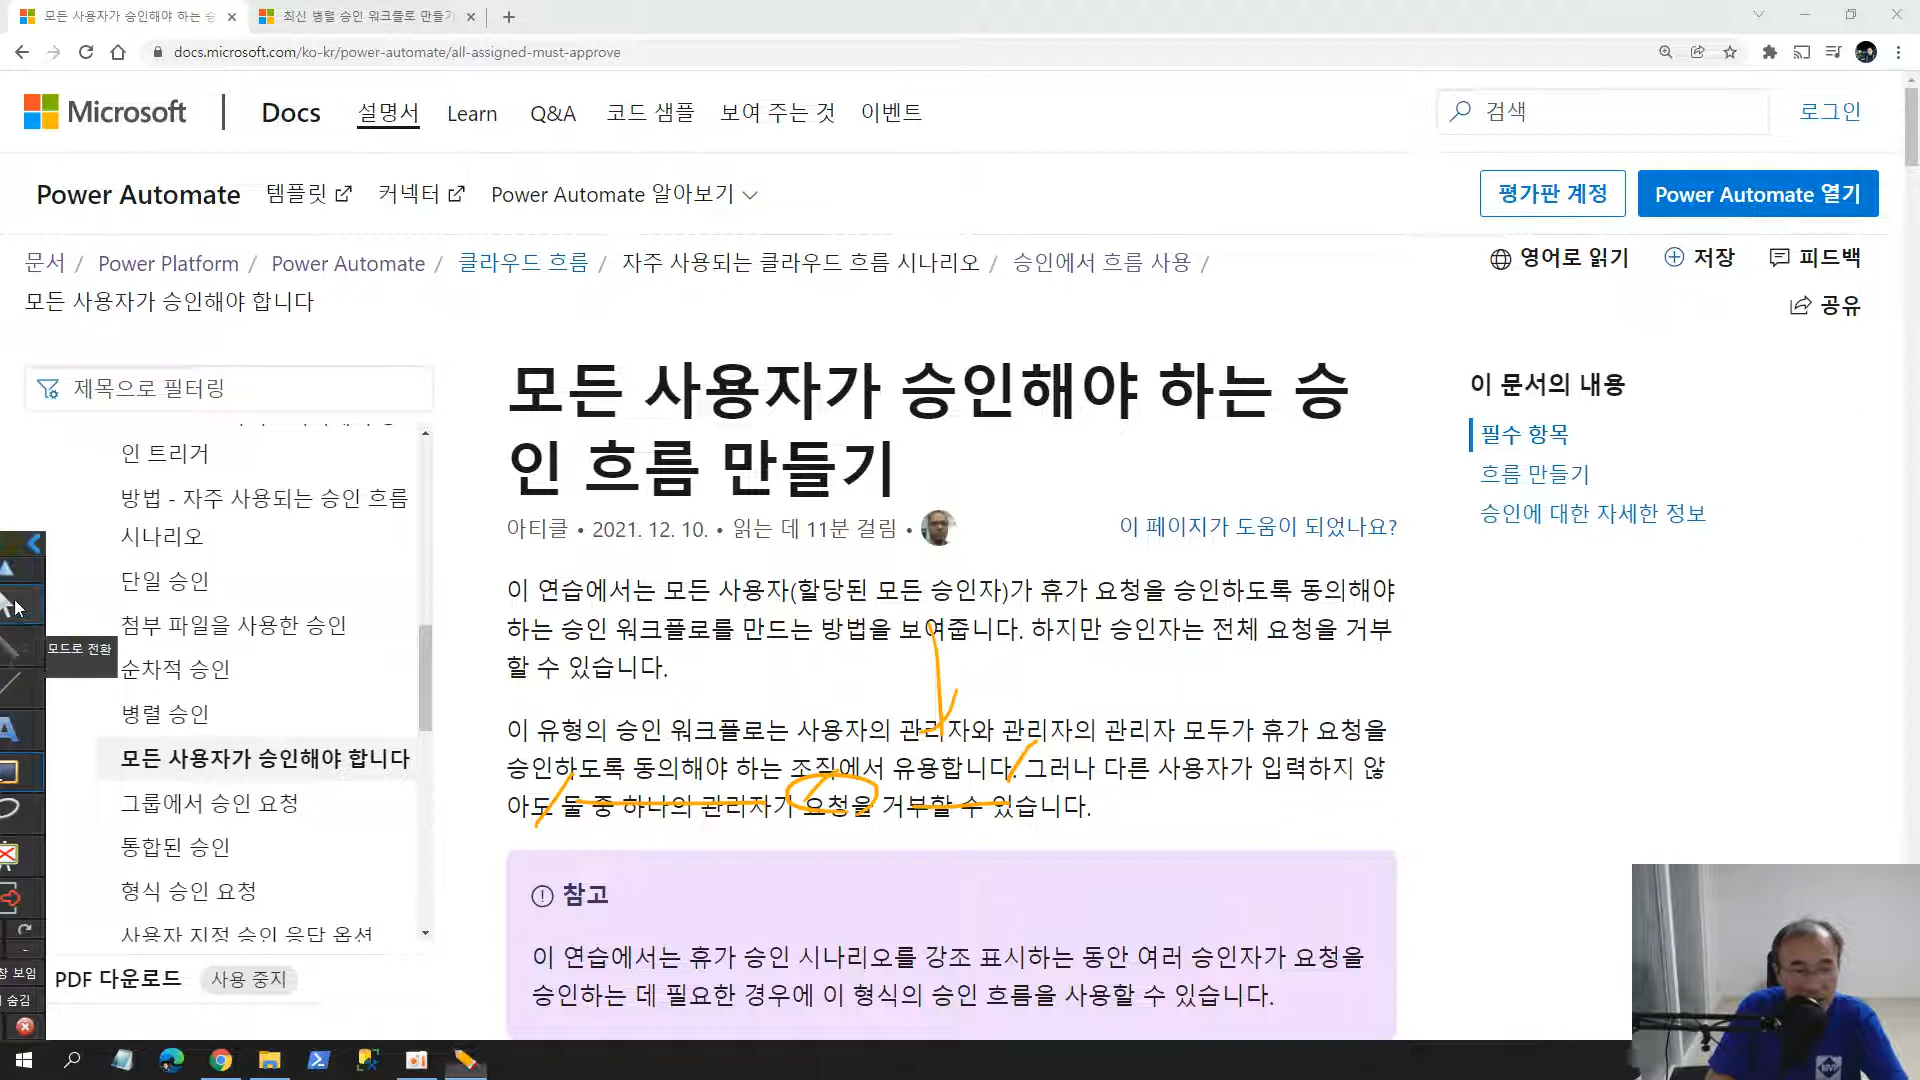 모든 사용자가 승인해야 하는 승
최신 병렬 승인 워크플로 만들기
docs.microsoft.com/ko-kr/power-automate/all-assigned-must-approve
Microsoft
Docs 설명서 Learn Q&A 코드 샘플 보여 주는 것 이벤트
검색
로그인
Power Automate 템플릿 커넥터 Power Automate 알아보기
평가판 계정
Power Automate 열기
문서 / Power Platform / Power Automate / 클라우드 흐름 / 자주 사용되는 클라우드 흐름 시나리오 / 승인에서 흐름 사용 /
모든 사용자가 승인해야 합니다
영어로 읽기 저장 피드백
공유
제목으로 필터링
인 트리거
방법 - 자주 사용되는 승인 흐름
시나리오
단일 승인
첨부 파일을 사용한 승인
순차적 승인
병렬 승인
모든 사용자가 승인해야 합니다
그룹에서 승인 요청
통합된 승인
형식 승인 요청
사용자 지정 승인 응답 옵션
PDF 다운로드 사용 중지
모드로 전환
창 보임
숨김
모든 사용자가 승인해야 하는 승
인 흐름 만들기
아티클 • 2021. 12. 10. • 읽는 데 11분 걸림 •
이 페이지가 도움이 되었나요?
이 연습에서는 모든 사용자(할당된 모든 승인자)가 휴가 요청을 승인하도록 동의해야
하는 승인 워크플로를 만드는 방법을 보여줍니다. 하지만 승인자는 전체 요청을 거부
할 수 있습니다.
이 유형의 승인 워크플로는 사용자의 관리자와 관리자의 관리자 모두가 휴가 요청을
승인하도록 동의해야 하는 조직에서 유용합니다. 그러나 다른 사용자가 입력하지 않
아도 둘 중 하나의 관리자가 요청을 거부할 수 있습니다.
참고
이 연습에서는 휴가 승인 시나리오를 강조 표시하는 동안 여러 승인자가 요청을
승인하는 데 필요한 경우에 이 형식의 승인 흐름을 사용할 수 있습니다.
이 문서의 내용
필수 항목
흐름 만들기
승인에 대한 자세한 정보